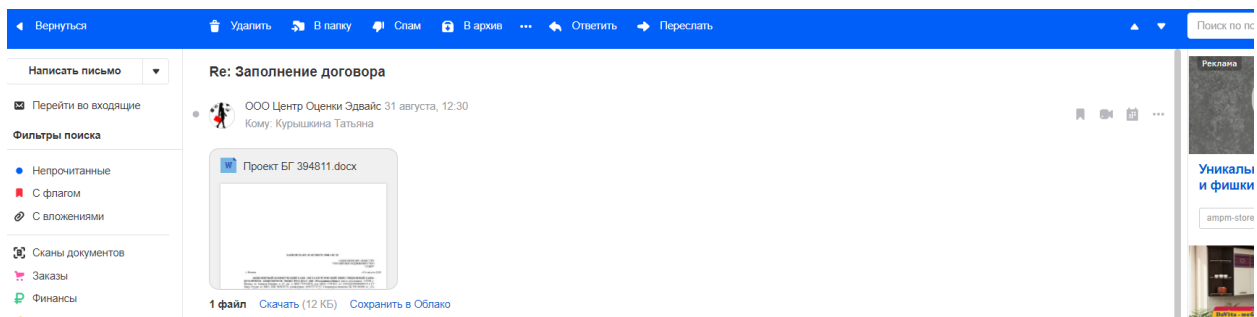 Вернуться
Удалить
В папку
Спам
В архив
Ответить
Переслать
Поиск по по
Написать письмо
Перейти во входящие
Фильтры поиска
Непрочитанные
С флагом
С вложениями
Сканы документов
Заказы
Финансы
Re: Заполнение договора
ООО Центр Оценки Эдвайс 31 августа, 12:30
Кому: Курышкина Татьяна
Проект БГ 394811.docx
1 файл Скачать (12 КБ) Сохранить в Облако
Реклама
Уникаль
и фишки
ampm-store